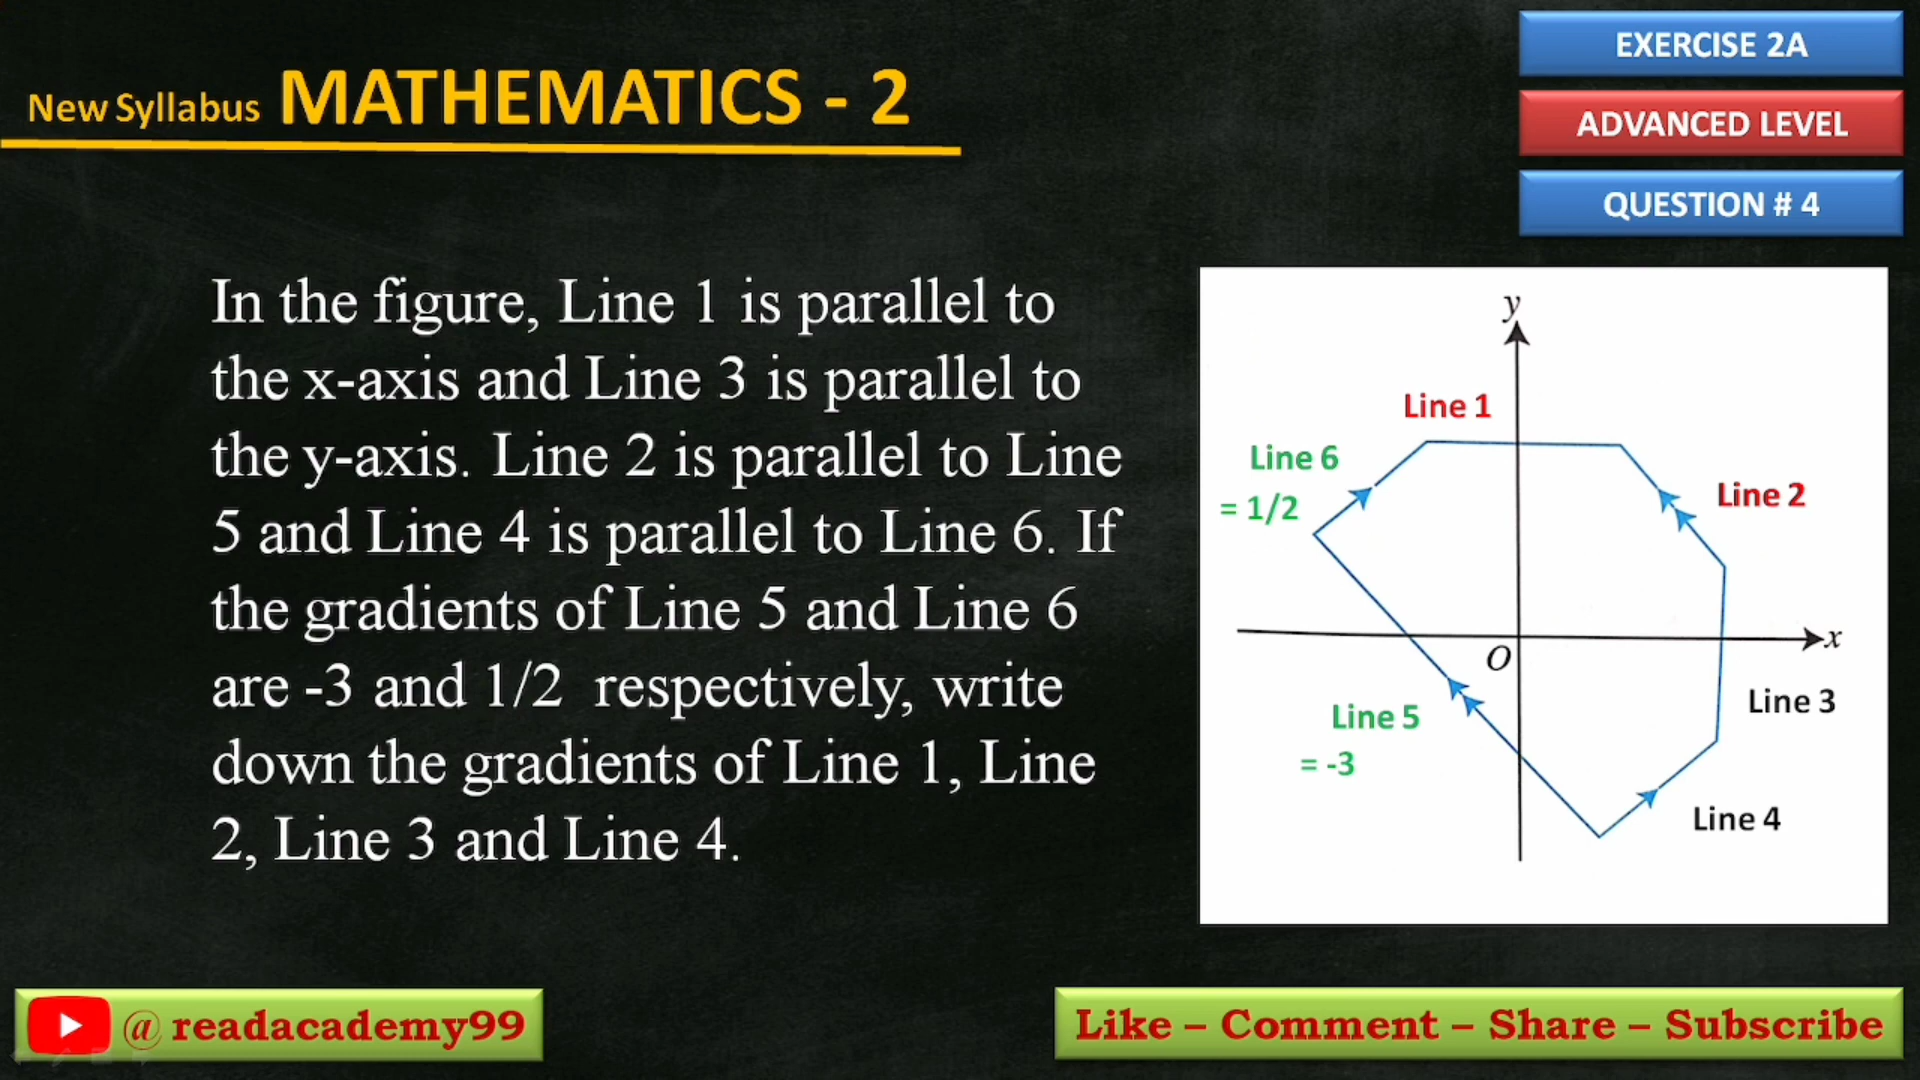 New Syllabus MATHEMATICS - 2
EXERCISE 2A
ADVANCED LEVEL
QUESTION # 4
In the figure, Line 1 is parallel to
the x-axis and Line 3 is parallel to
the y-axis. Line 2 is parallel to Line
5 and Line 4 is parallel to Line 6. If
the gradients of Line 5 and Line 6
are -3 and 1/2 respectively, write
down the gradients of Line 1, Line
2, Line 3 and Line 4.
y
Line 1
Line 6
= 1/2
Line 2
x
O
Line 3
Line 5
= -3
Line 4
@ readacademy99
Like – Comment – Share – Subscribe